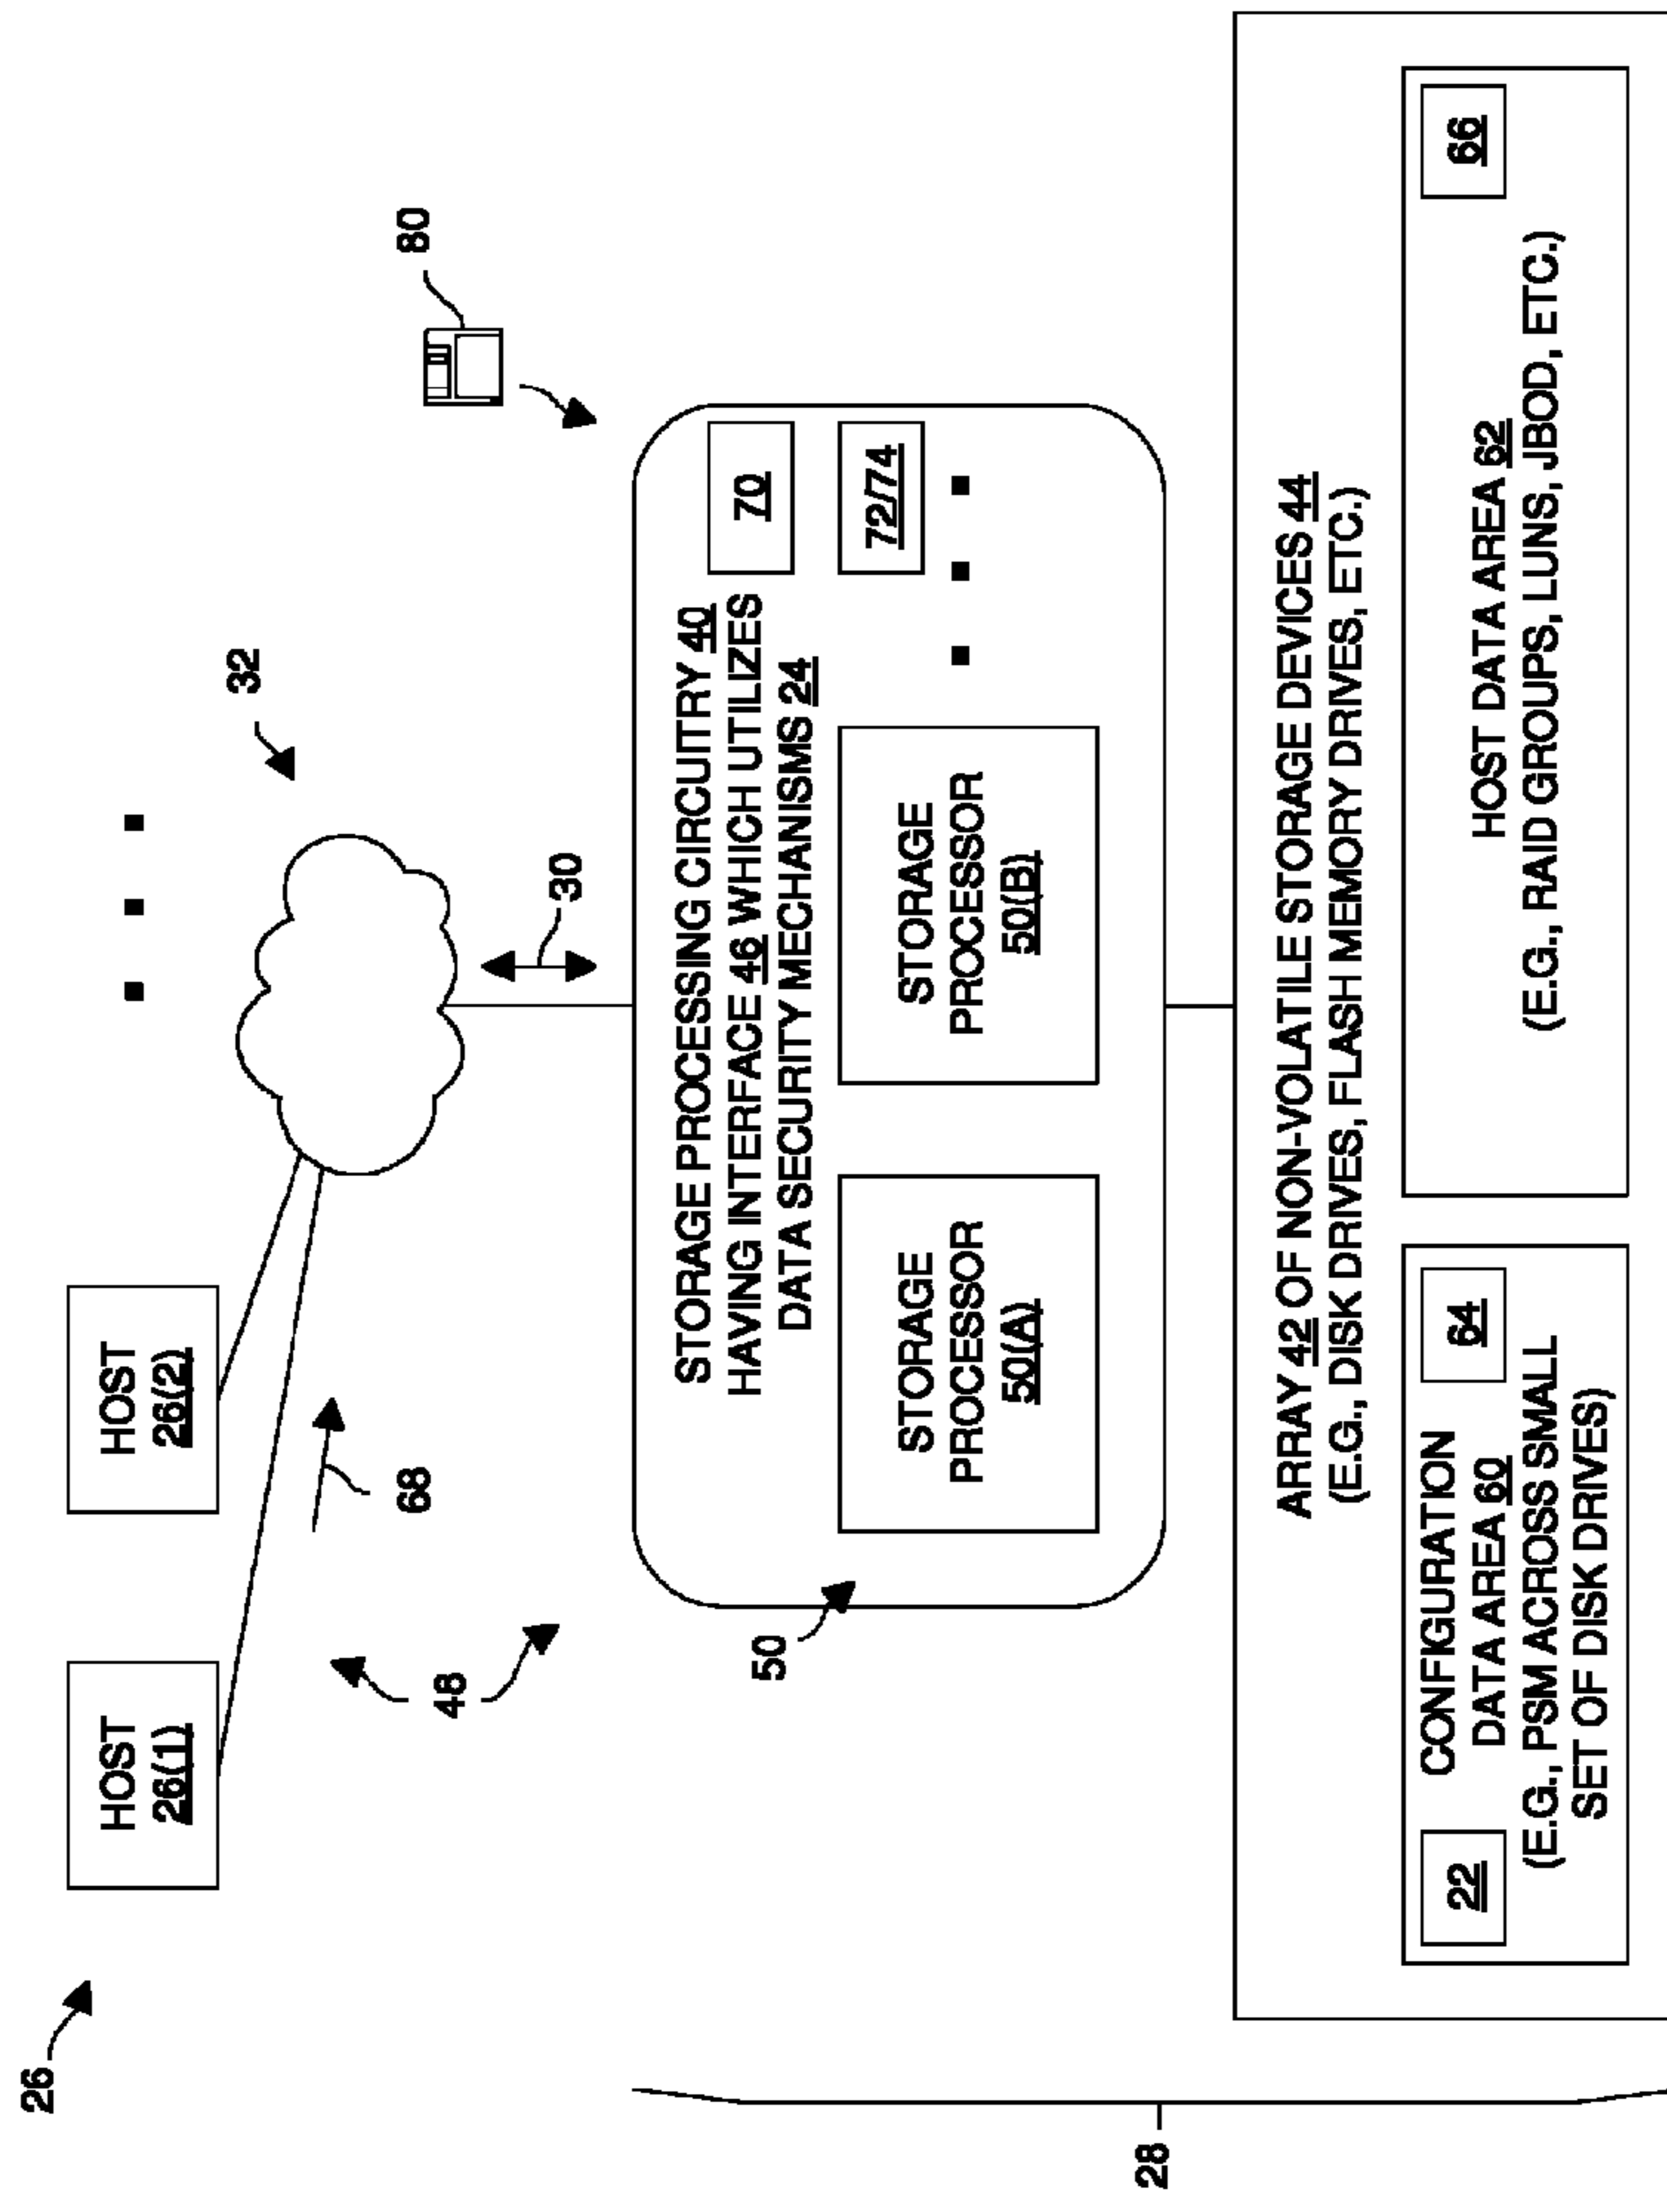 26
HOST
26(1)
HOST
26(2)
68
32
48
30
80
50
STORAGE PROCESSING CIRCUITRY 40
HAVING INTERFACE 46 WHICH UTILIZES
DATA SECURITY MECHANISMS 24
70
72/74
STORAGE
PROCESSOR
50(A)
STORAGE
PROCESSOR
50(B)
28
ARRAY 42 OF NON-VOLATILE STORAGE DEVICES 44
(E.G., DISK DRIVES, FLASH MEMORY DRIVES, ETC.)
22
CONFIGURATION
DATA AREA 60
(E.G., PSM ACROSS SMALL
SET OF DISK DRIVES)
64
HOST DATA AREA 62
(E.G., RAID GROUPS, LUNS, JBOD, ETC.)
66